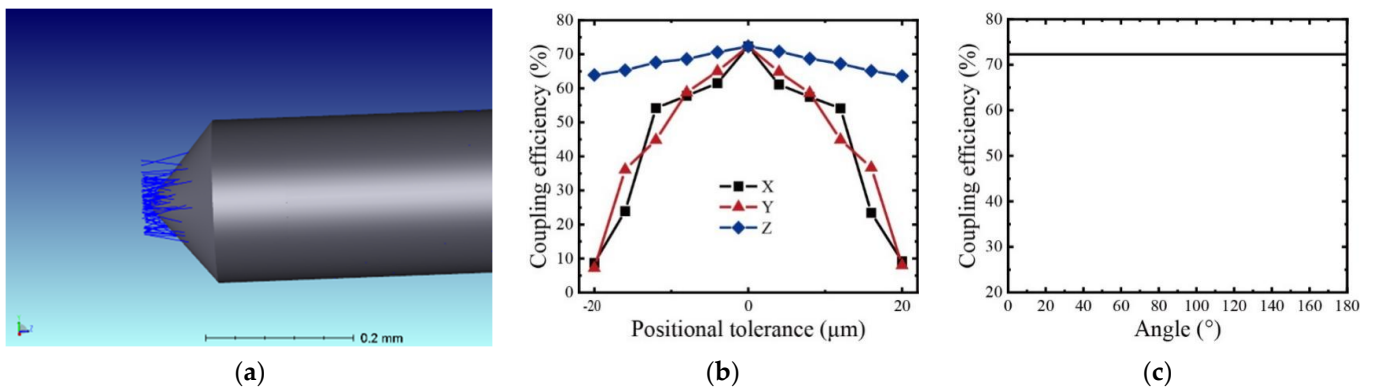 0.2 mm
(a)
Coupling efficiency (%)
80
70
60
50
40
30
20
10
0
X
Y
Z
-20 0 20
Positional tolerance (μm)
(b)
Coupling efficiency (%)
80
70
60
50
40
30
20
0 20 40 60 80 100 120 140 160 180
Angle (°)
(c)